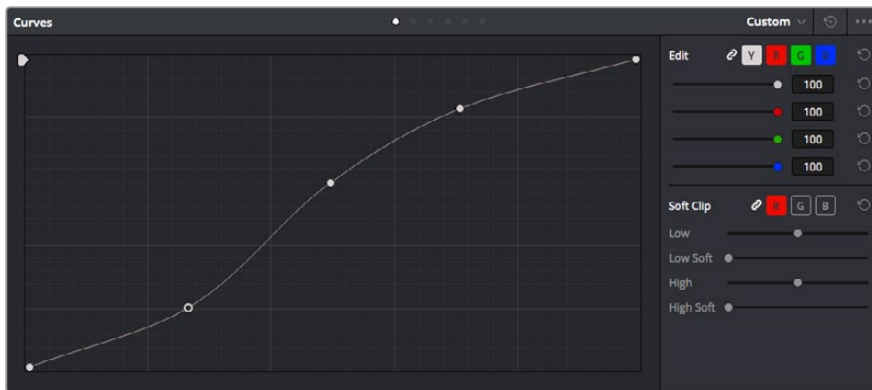 Curves
Custom
Edit Y R G B
100
100
100
100
Soft Clip R G B
Low
Low Soft
High
High Soft